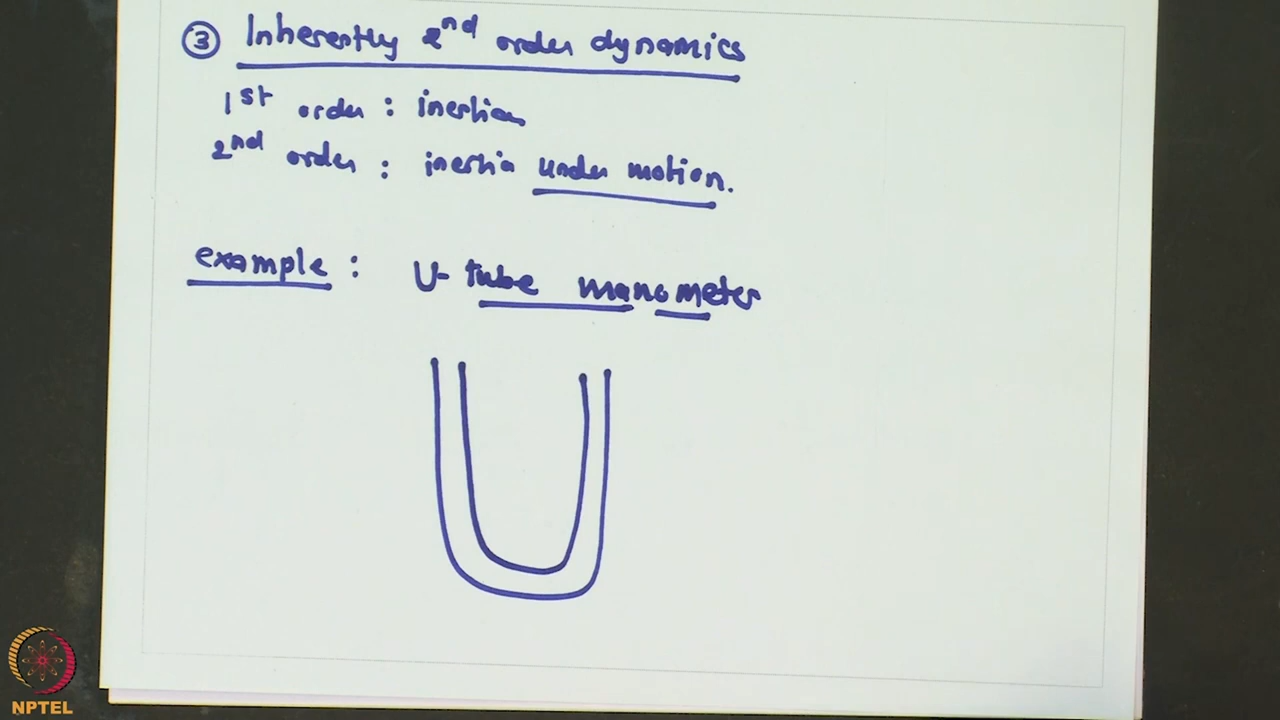 ③ Inherently 2nd order dynamics
1st order : inertia
2nd order : inertia under motion.
example : U-tube manometer
NPTEL